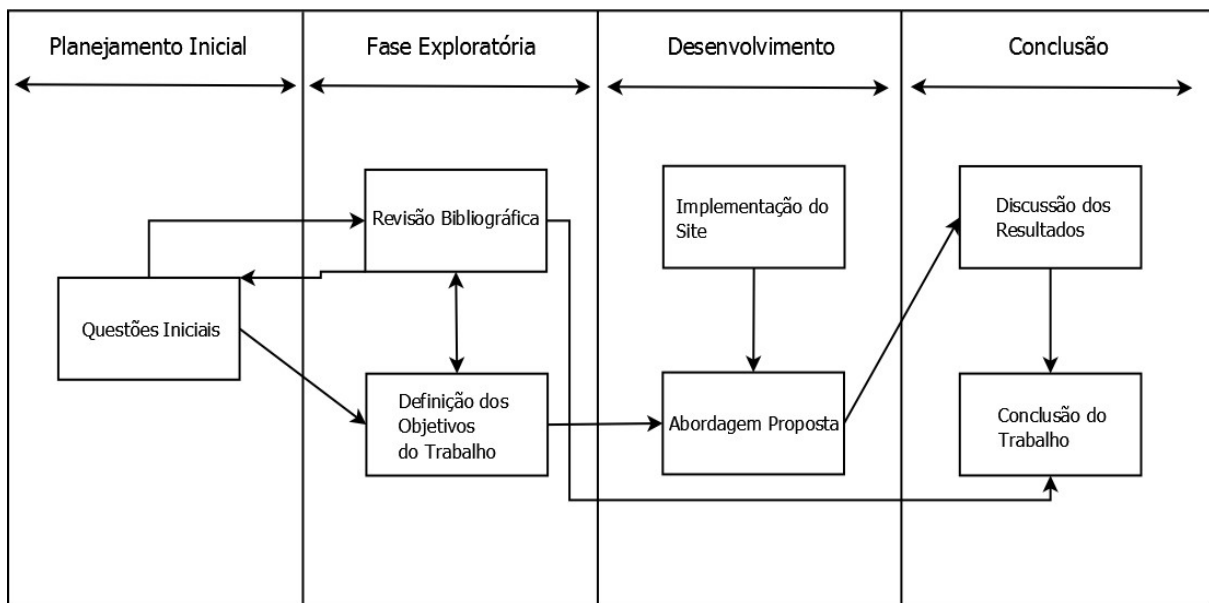 Planejamento Inicial
Fase Exploratória
Desenvolvimento
Conclusão
Revisão Bibliográfica
Implementação do
Site
Discussão dos
Resultados
Questões Iniciais
Definição dos
Objetivos
do Trabalho
Abordagem Proposta
Conclusão do
Trabalho